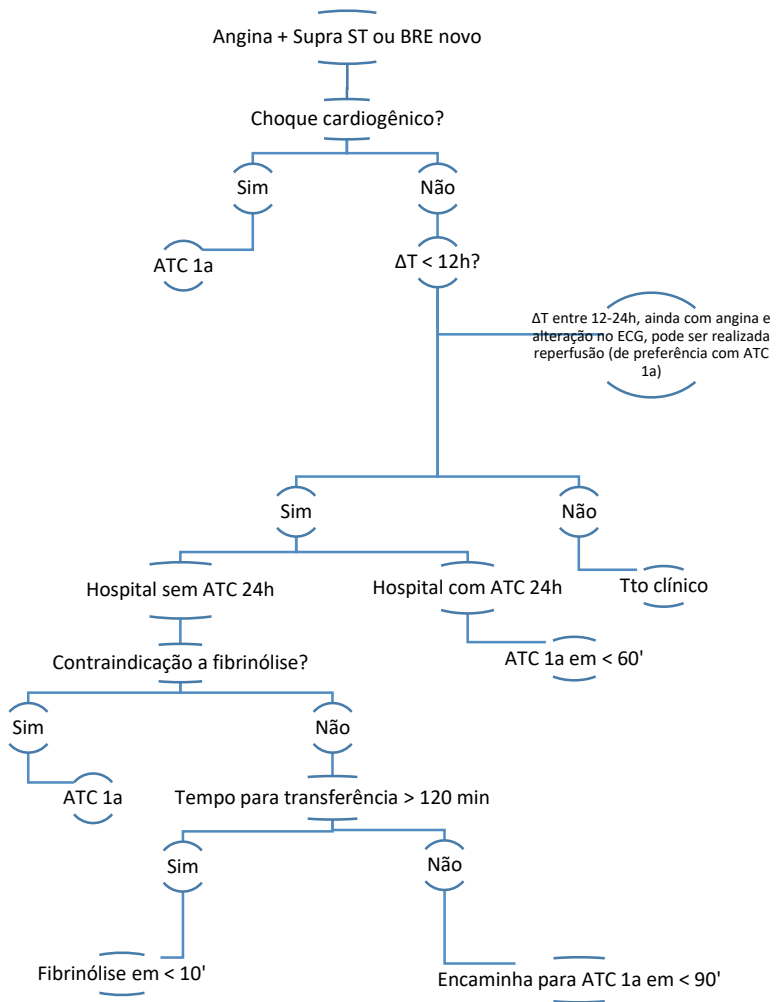 Angina + Supra ST ou BRE novo
Choque cardiogênico?
Sim
Não
ATC 1a
ΔT < 12h?
ΔT entre 12-24h, ainda com angina e
alteração no ECG, pode ser realizada
reperfusão (de preferência com ATC
1a)
Sim
Não
Hospital sem ATC 24h
Hospital com ATC 24h
Tto clínico
Contraindicação a fibrinólise?
ATC 1a em < 60'
Sim
Não
ATC 1a
Tempo para transferência > 120 min
Sim
Não
Fibrinólise em < 10'
Encaminha para ATC 1a em < 90'